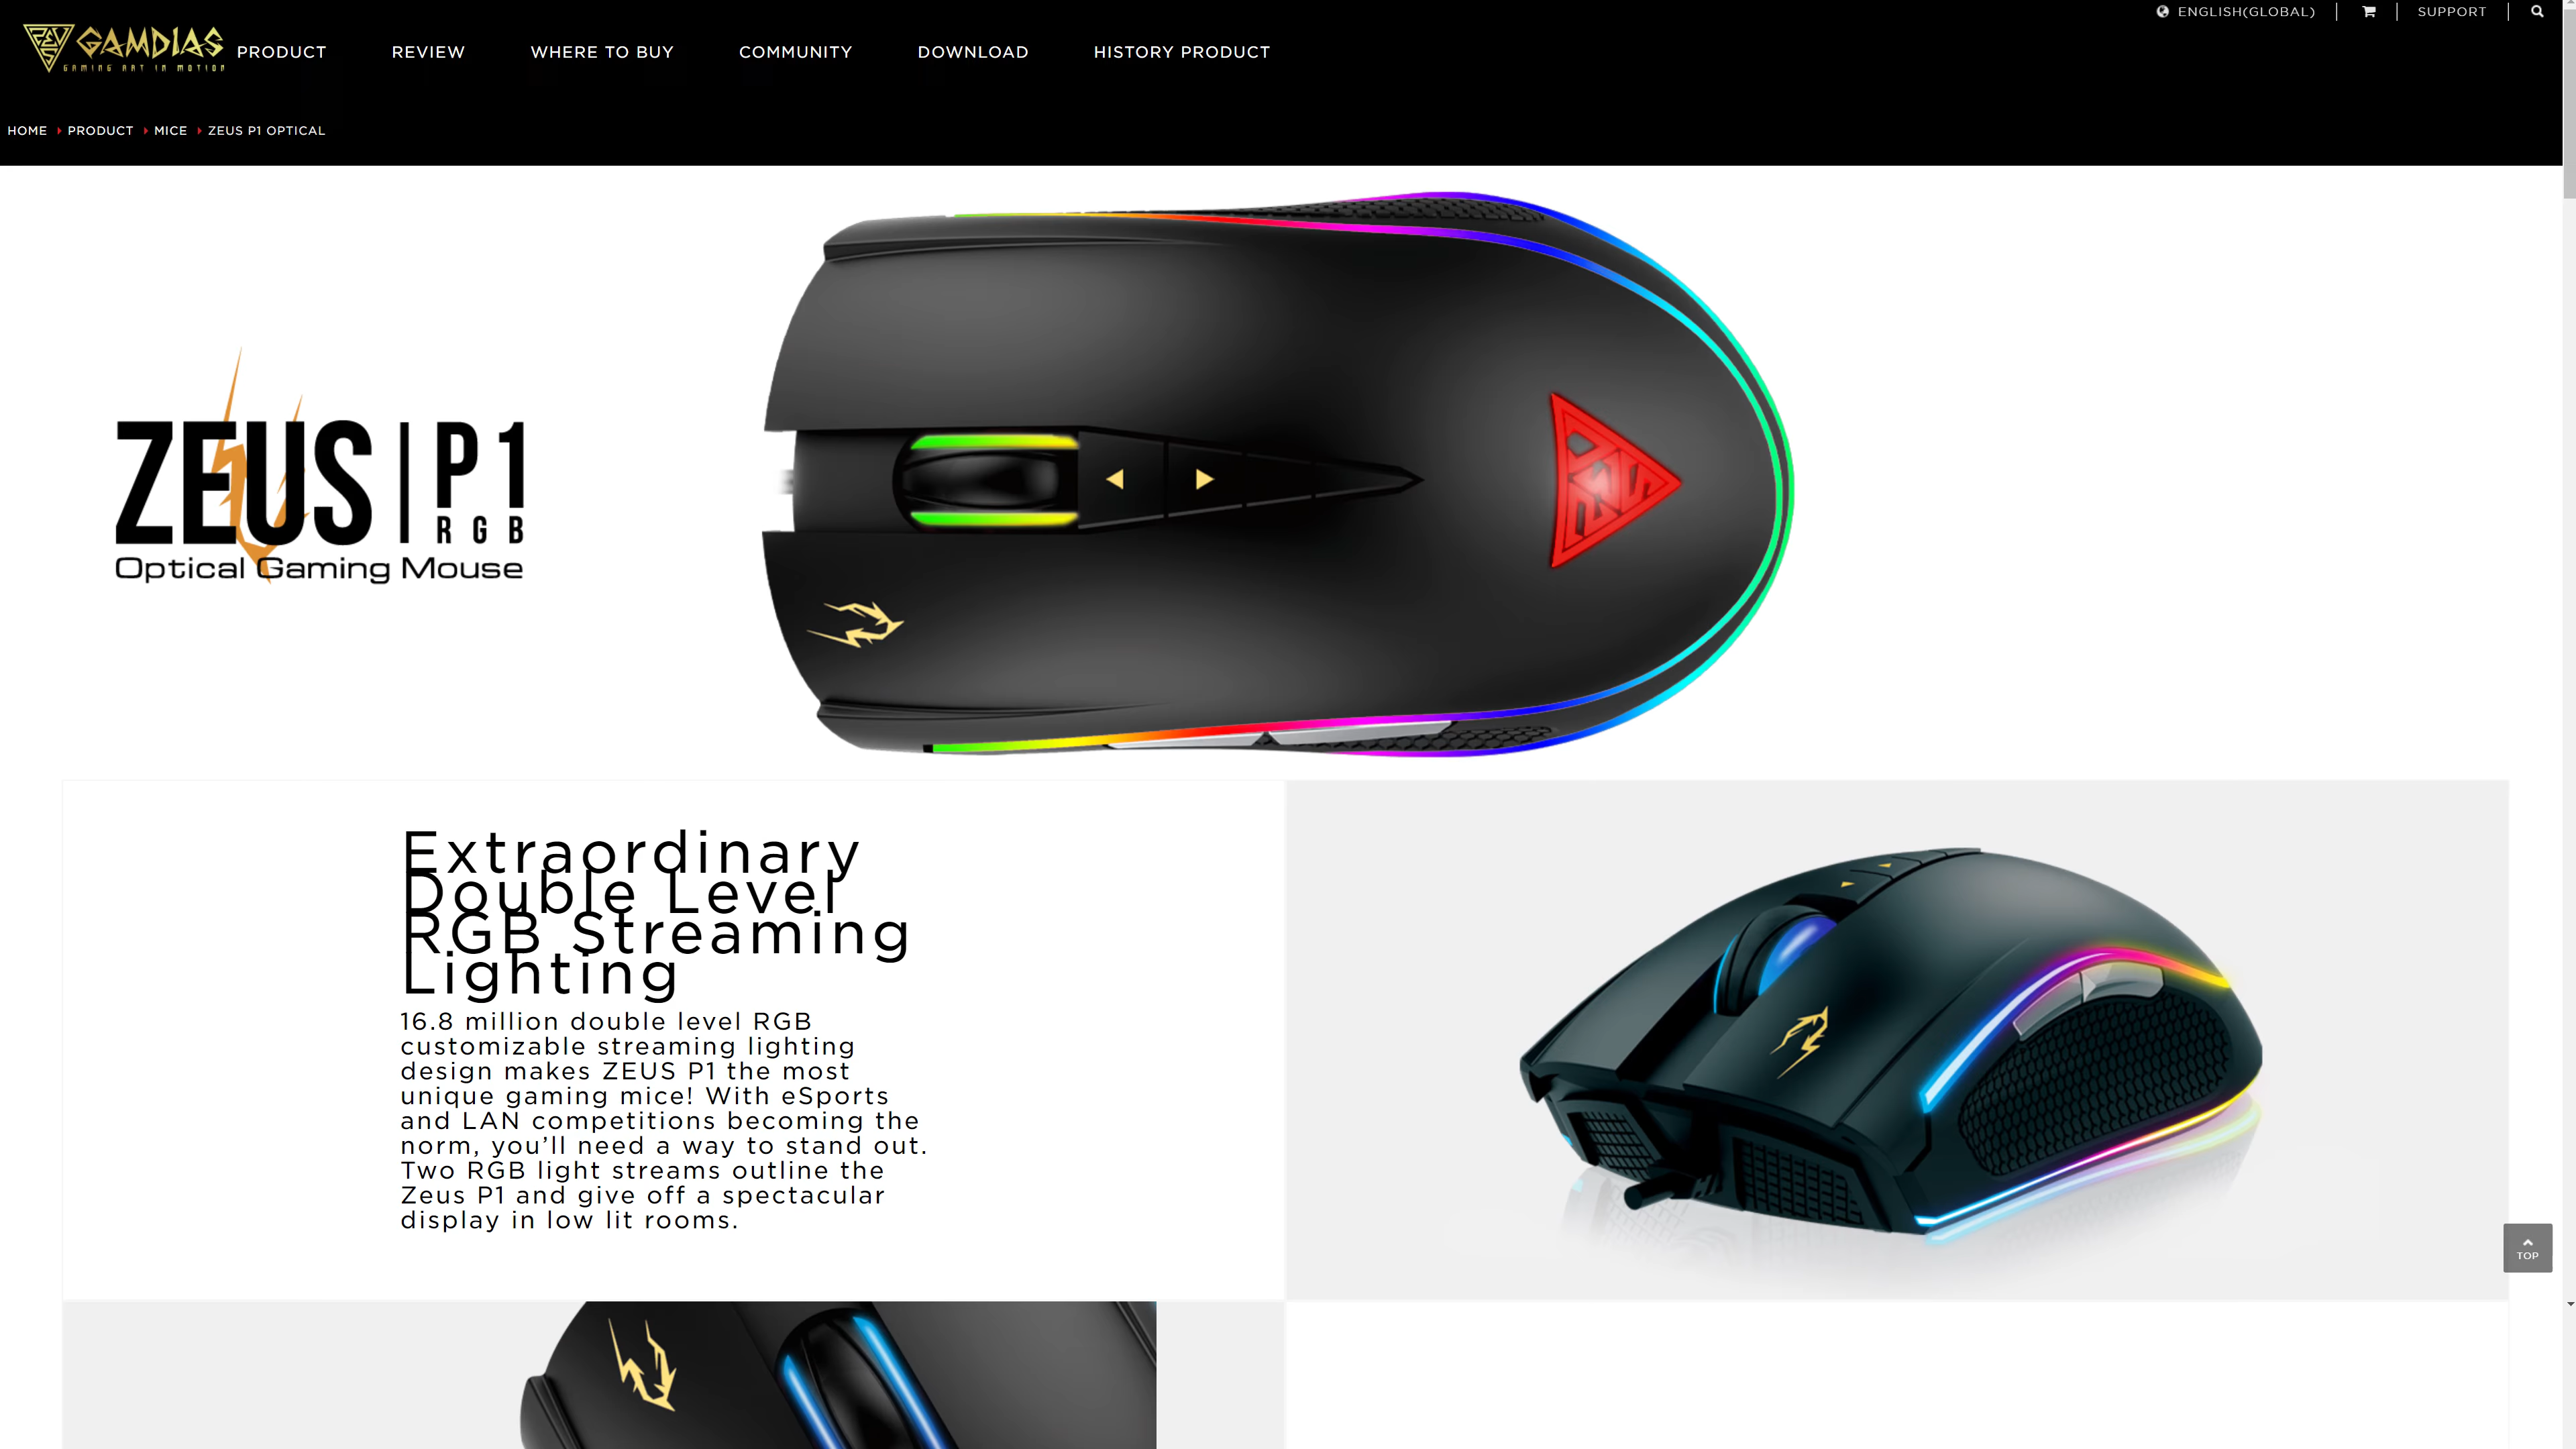 ENGLISH(GLOBAL)
SUPPORT
GAMDIAS
GAMING ART IN MOTION
PRODUCT
REVIEW
WHERE TO BUY
COMMUNITY
DOWNLOAD
HISTORY PRODUCT
HOME PRODUCT MICE ZEUS P1 OPTICAL
ZEUS P1
RGB
Optical Gaming Mouse
Extraordinary
Double Level
RGB Streaming
Lighting
16.8 million double level RGB
customizable streaming lighting
design makes ZEUS P1 the most
unique gaming mice! With eSports
and LAN competitions becoming the
norm, you’ll need a way to stand out.
Two RGB light streams outline the
Zeus P1 and give off a spectacular
display in low lit rooms.
TOP